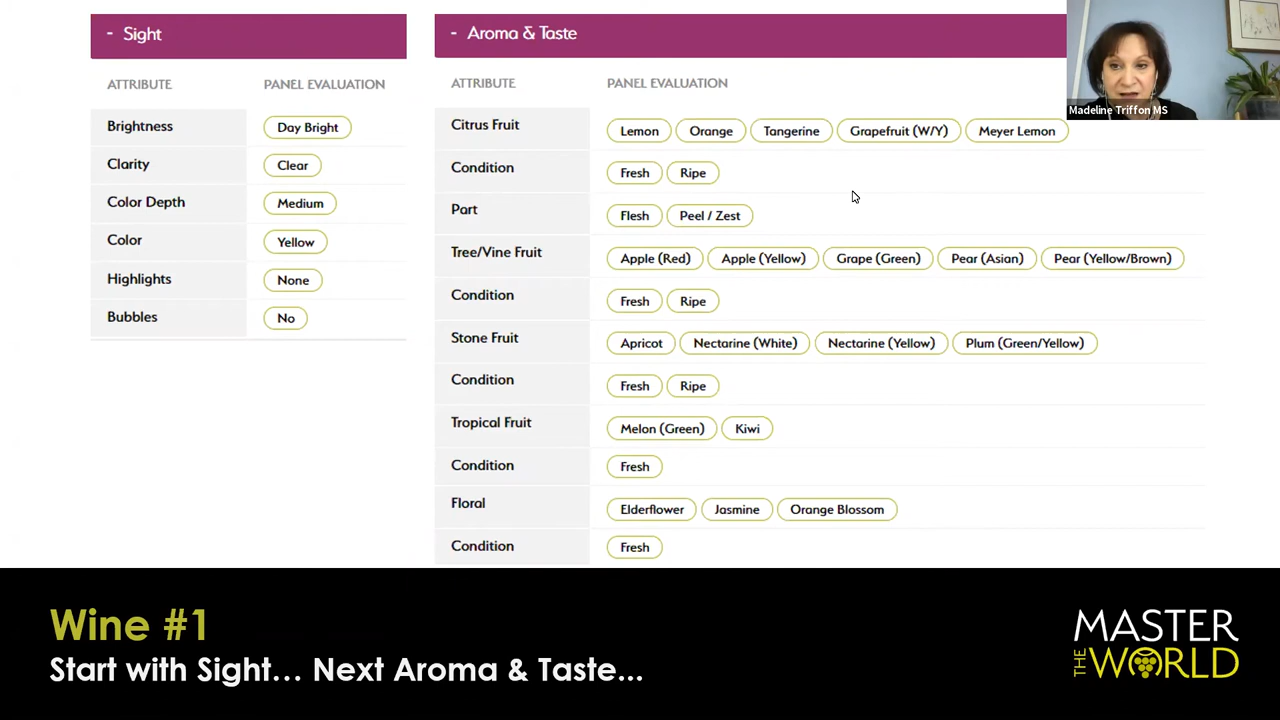 - Sight
ATTRIBUTE PANEL EVALUATION
Brightness Day Bright
Clarity Clear
Color Depth Medium
Color Yellow
Highlights None
Bubbles No
- Aroma & Taste
ATTRIBUTE PANEL EVALUATION
Citrus Fruit Lemon Orange Tangerine Grapefruit (W/Y) Meyer Lemon
Condition Fresh Ripe
Part Flesh Peel / Zest
Tree/Vine Fruit Apple (Red) Apple (Yellow) Grape (Green) Pear (Asian) Pear (Yellow/Brown)
Condition Fresh Ripe
Stone Fruit Apricot Nectarine (White) Nectarine (Yellow) Plum (Green/Yellow)
Condition Fresh Ripe
Tropical Fruit Melon (Green) Kiwi
Condition Fresh
Floral Elderflower Jasmine Orange Blossom
Condition Fresh
Madeline Triffon MS
Wine #1
Start with Sight... Next Aroma & Taste...
MASTER
THE WORLD